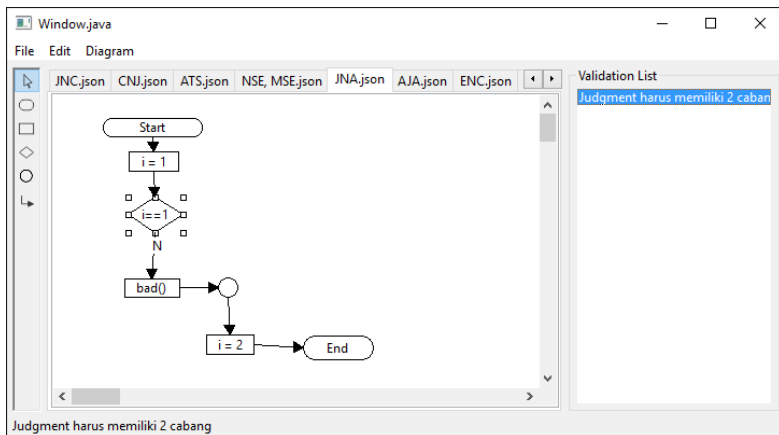 Window.java
File Edit Diagram
JNC.json CNJ.json ATS.json NSE, MSE.json JNA.json AJA.json ENC.json
Validation List
Judgment harus memiliki 2 caban
Start
i = 1
i==1
N
bad()
i = 2
End
Judgment harus memiliki 2 cabang